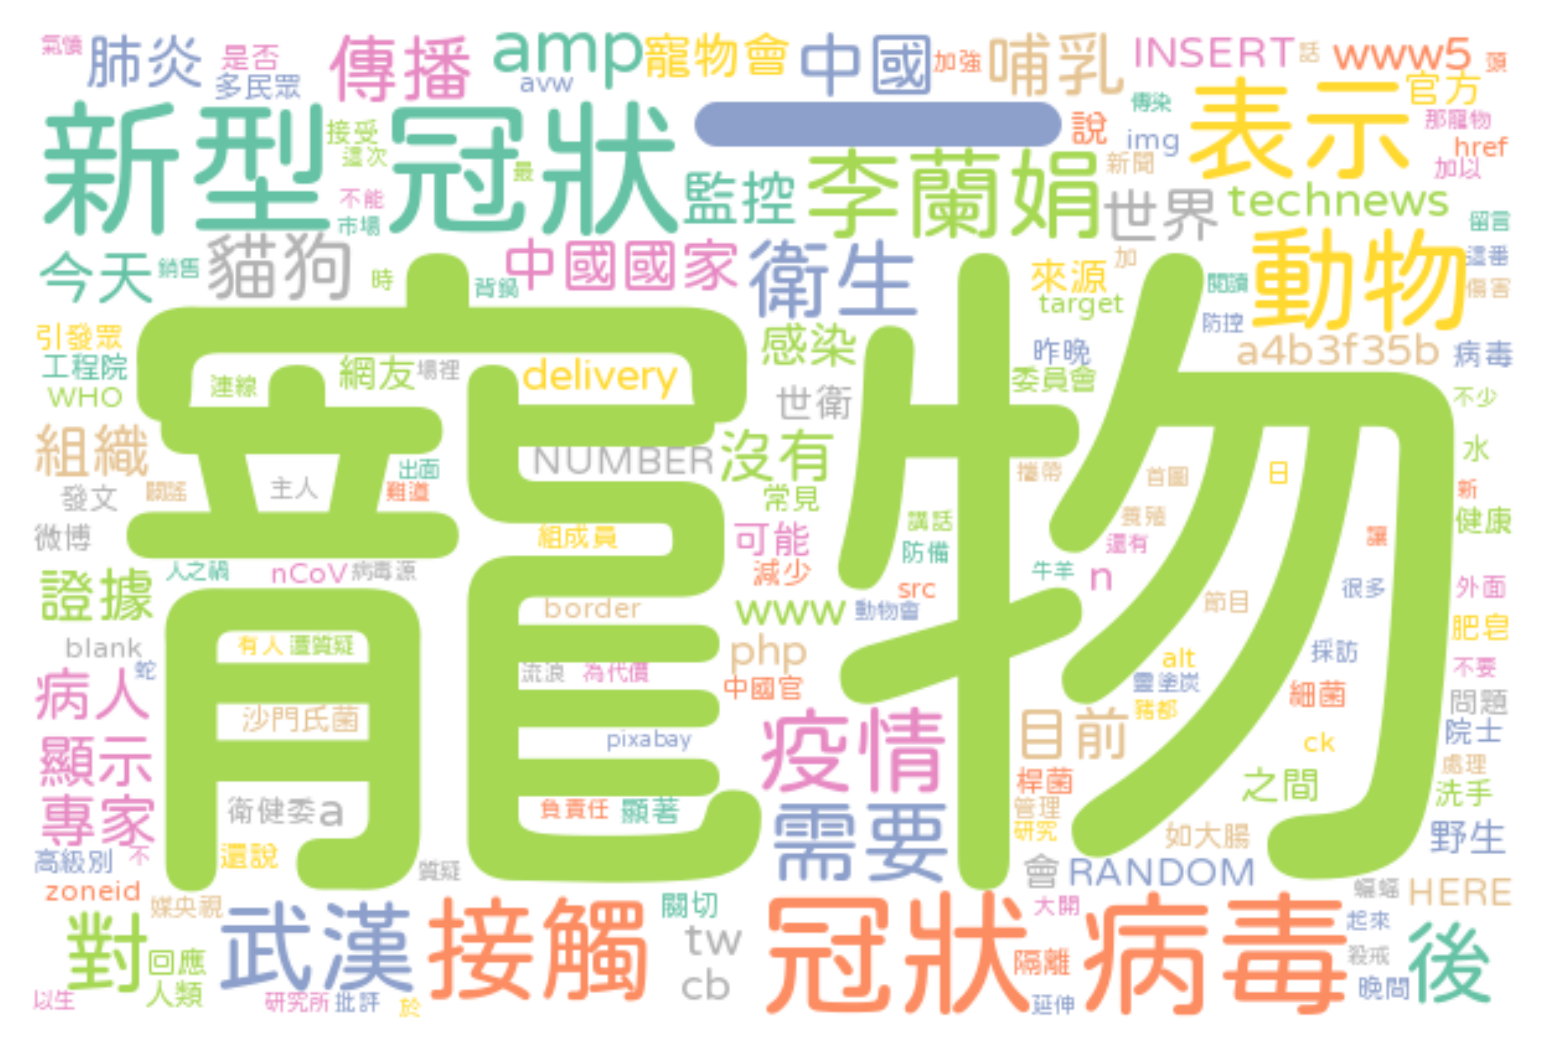 氣憤
肺炎
是否
多民眾
傳播
amp
avw
寵物會
中國
加強
哺乳
INSERT
話
www5
頭
新型冠狀
接受
這次
不能
市場
最
說
傳染
img
新聞
表示
官方
那寵物
href
加以
監控
李蘭娟
世界
technews
留言
今天
銷售
貓狗
時
背鍋
中國國家
衛生
來源
加
target
閱讀
防控
動物
這番
傷害
寵物
引發眾
工程院
WHO
連線
網友
場裡
delivery
感染
世衛
昨晚
委員會
a4b3f35b
病毒
不少
組織
發文
闢謠
主人
出面
難道
NUMBER
沒有
常見
攜帶
首圖
日
水
新
微博
組成員
可能
減少
講話
防備
養殖
還有
讓
健康
證據
人之禍
nCoV
病毒源
border
www
動物會
src
牛羊
n
節目
很多
外面
肥皂
blank
蛇
有人
遭質疑
流浪
為代價
php
中國官
alt
靈塗炭
豬都
採訪
細菌
不要
問題
病人
沙門氏菌
pixabay
疫情
目前
ck
院士
顯示
專家
衛健委
a
負責任
顯著
需要
桿菌
管理
研究
之間
如大腸
處理
洗手
野生
高級別
不
還說
質疑
會
RANDOM
蝙蝠
HERE
zoneid
媒央視
對
回應
人類
武漢
接觸
關切
tw
cb
冠狀病毒
大開
隔離
延伸
起來
殺戒
晚間
後
以生
研究所
批評
於